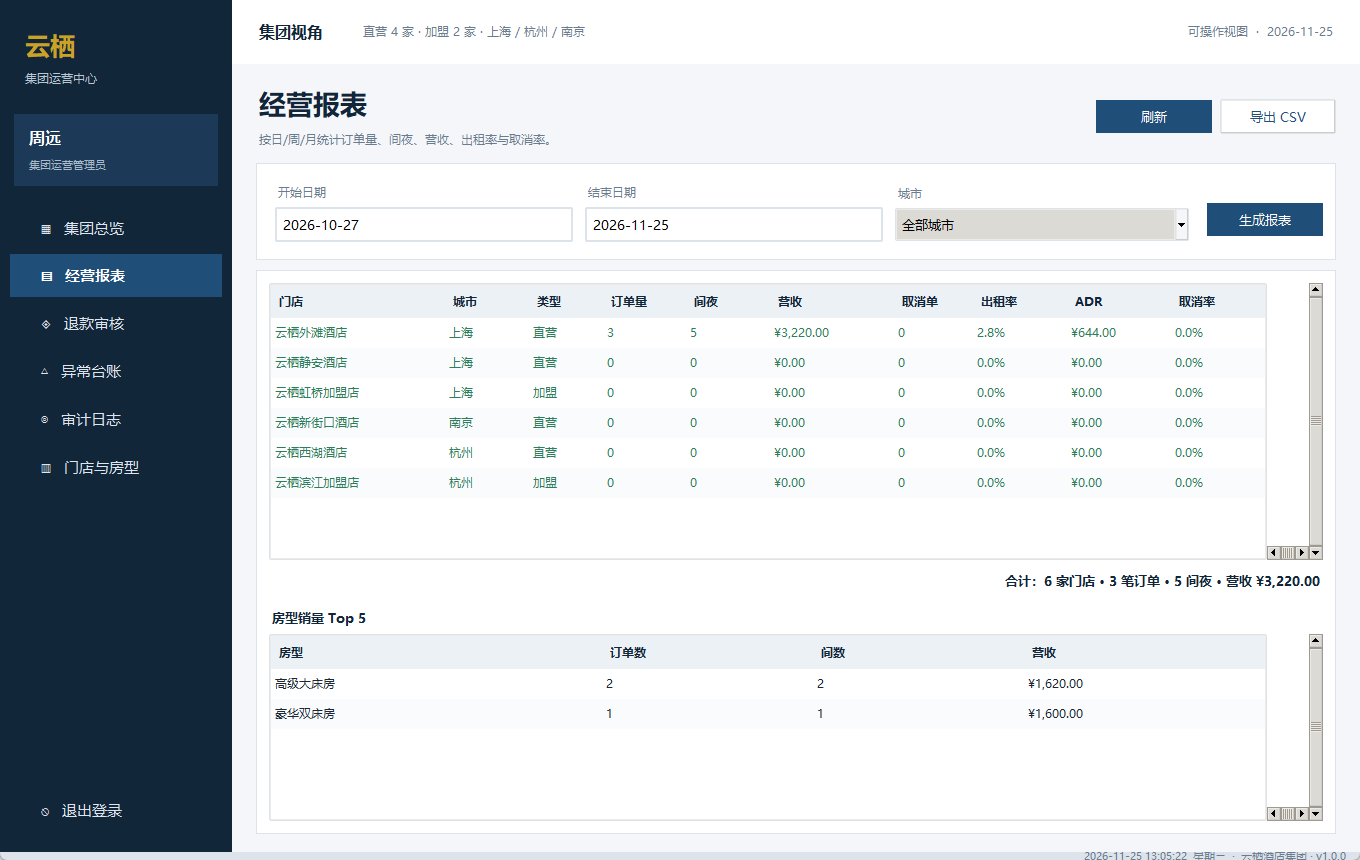 云栖
集团运营中心
周远
集团运营管理员
集团总览
经营报表
退款审核
异常台账
审计日志
门店与房型
退出登录
集团视角 直营 4 家 · 加盟 2 家 · 上海 / 杭州 / 南京 可操作视图 · 2026-11-25
经营报表
按日/周/月统计订单量、间夜、营收、出租率与取消率。
刷新 导出 CSV
开始日期 结束日期 城市
2026-10-27 2026-11-25 全部城市 生成报表
门店 城市 类型 订单量 间夜 营收 取消单 出租率 ADR 取消率
云栖外滩酒店 上海 直营 3 5 ¥3,220.00 0 2.8% ¥644.00 0.0%
云栖静安酒店 上海 直营 0 0 ¥0.00 0 0.0% ¥0.00 0.0%
云栖虹桥加盟店 上海 加盟 0 0 ¥0.00 0 0.0% ¥0.00 0.0%
云栖新街口酒店 南京 直营 0 0 ¥0.00 0 0.0% ¥0.00 0.0%
云栖西湖酒店 杭州 直营 0 0 ¥0.00 0 0.0% ¥0.00 0.0%
云栖滨江加盟店 杭州 加盟 0 0 ¥0.00 0 0.0% ¥0.00 0.0%
合计：6 家门店 • 3 笔订单 • 5 间夜 • 营收 ¥3,220.00
房型销量 Top 5
房型 订单数 间数 营收
高级大床房 2 2 ¥1,620.00
豪华双床房 1 1 ¥1,600.00
2026-11-25 13:05:22 星期三 · 云栖酒店集团 · v1.0.0